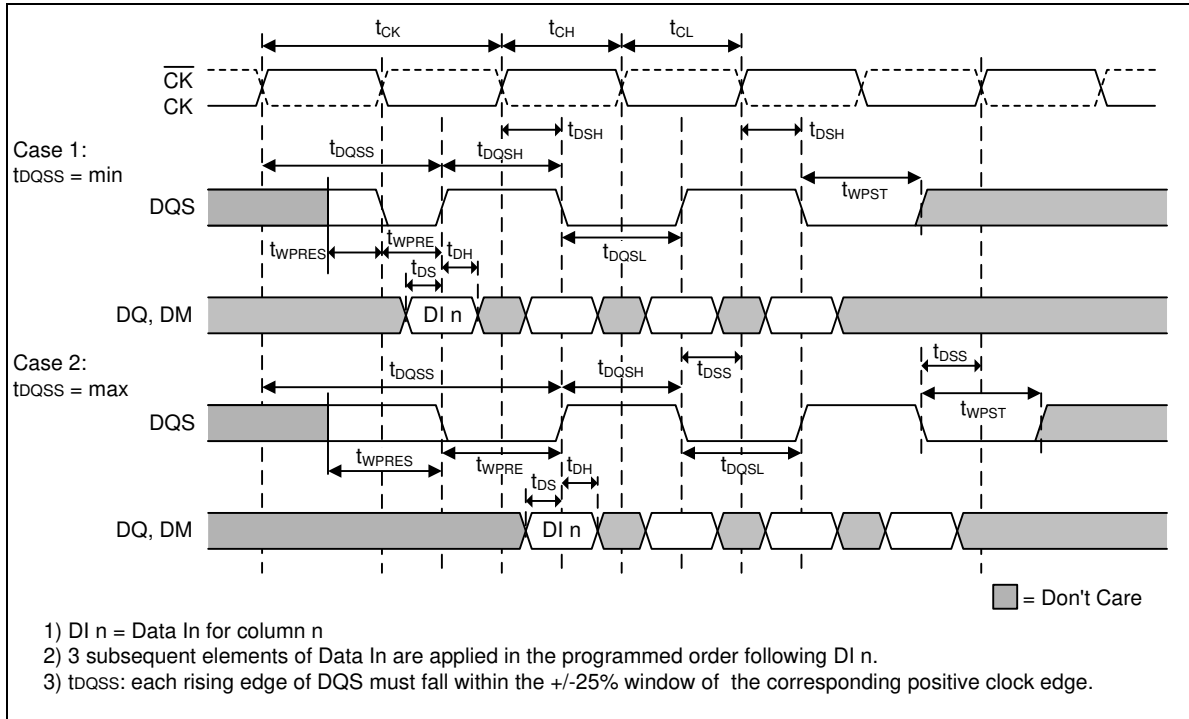 tCK tCH tCL
CK
CK
tDSH tDSH
Case 1:
tDQSS = min
tDQSS tDQSH
DQS
tWPST
tWPRES tWPRE tDH tDQSL
tDS
DQ, DM DI n
Case 2:
tDQSS = max
tDQSS tDQSH tDSS tDSS
DQS
tWPST
tWPRES tWPRE tDQSL
tDS tDH
DQ, DM DI n
= Don't Care
1) DI n = Data In for column n
2) 3 subsequent elements of Data In are applied in the programmed order following DI n.
3) tDQSS: each rising edge of DQS must fall within the +/-25% window of the corresponding positive clock edge.